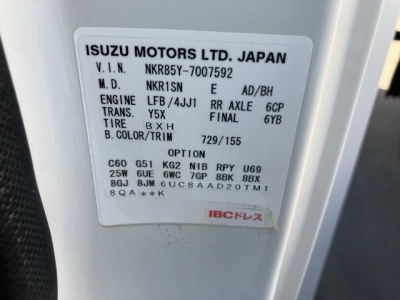 ISUZU MOTORS LTD. JAPAN
V.I.N. NKR85Y-7007592
M.D. NKR1SN E AD/BH
ENGINE LFB/4JJ1 RR AXLE 6CP
TRANS. Y5X FINAL 6YB
TIRE BXH
B.COLOR/TRIM 729/155
OPTION
C60 G51 KG2 N1B RPY U69
25W 6UE 6WC 7GP 8BK 8BX
8GJ 8JM 6UC8AAD20TM1
8QA**K
IBCドレス